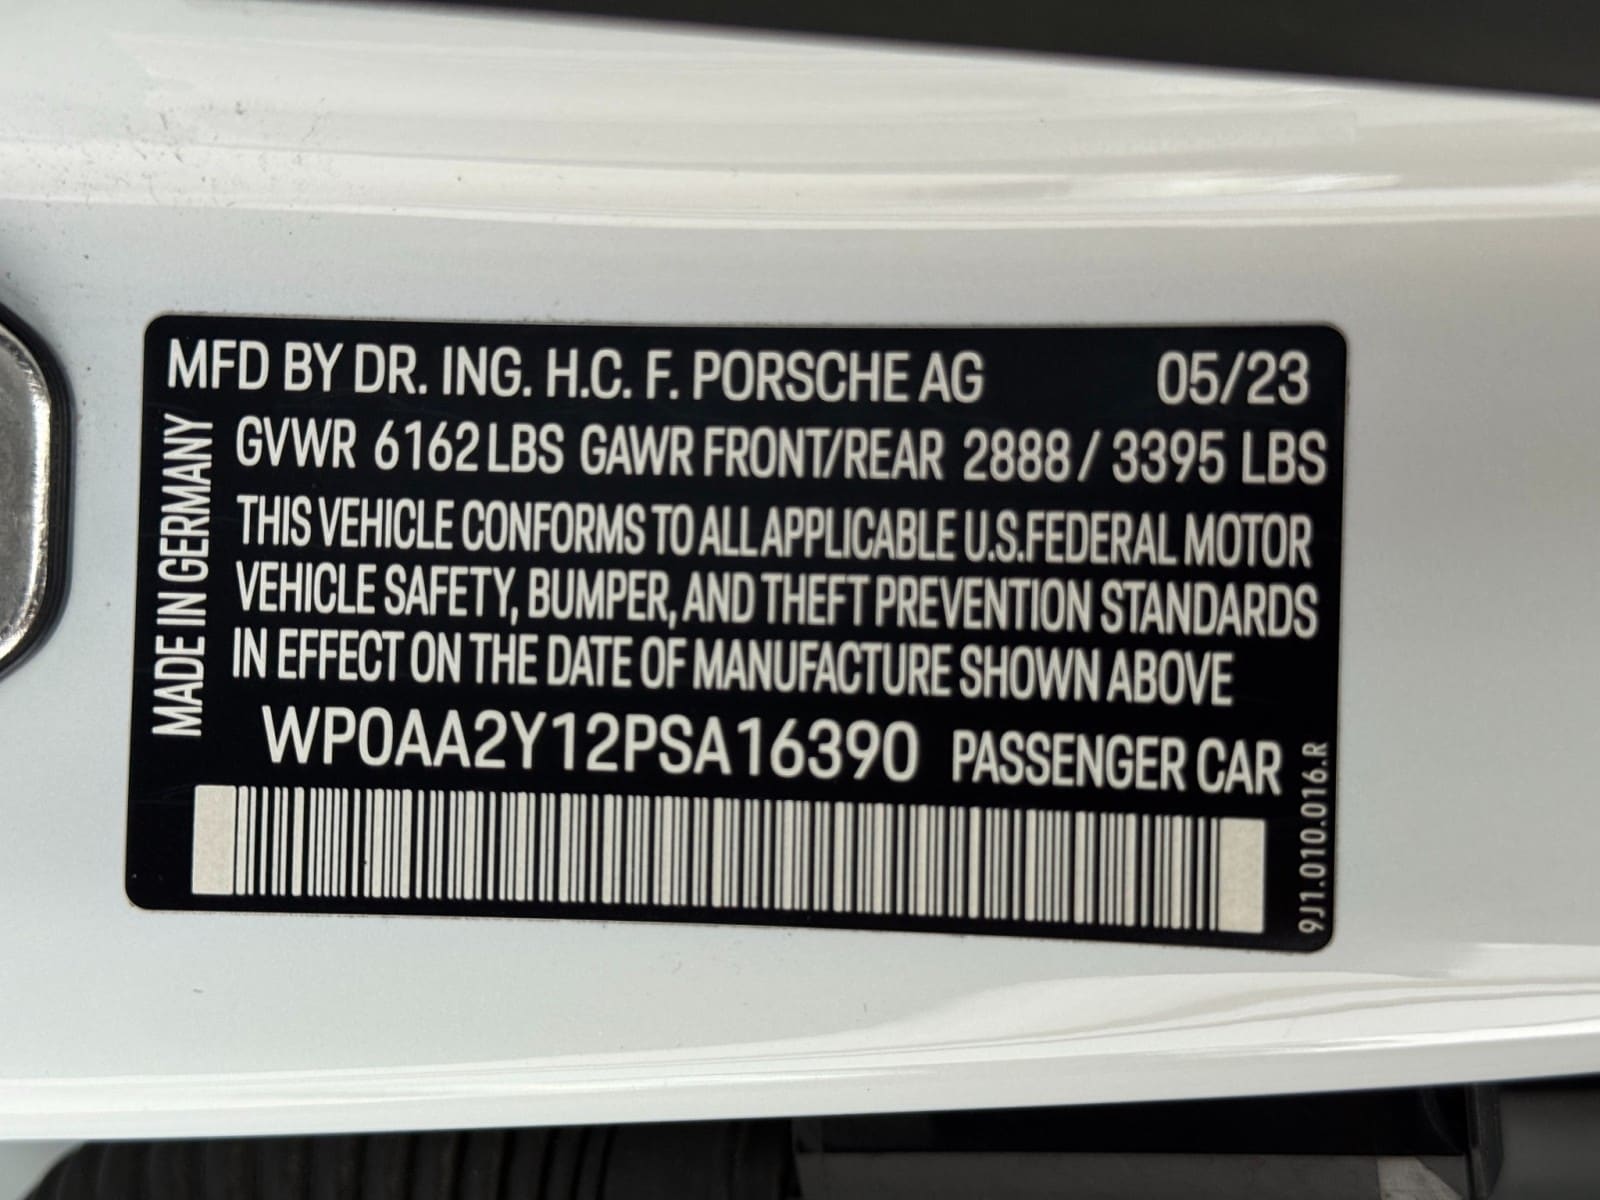 MFD BY DR. ING. H.C. F. PORSCHE AG 05/23
GVWR 6162 LBS GAWR FRONT/REAR 2888 / 3395 LBS
THIS VEHICLE CONFORMS TO ALL APPLICABLE U.S.FEDERAL MOTOR
VEHICLE SAFETY, BUMPER, AND THEFT PREVENTION STANDARDS
IN EFFECT ON THE DATE OF MANUFACTURE SHOWN ABOVE
WP0AA2Y12PSA16390 PASSENGER CAR
MADE IN GERMANY
9J1.010.016.R